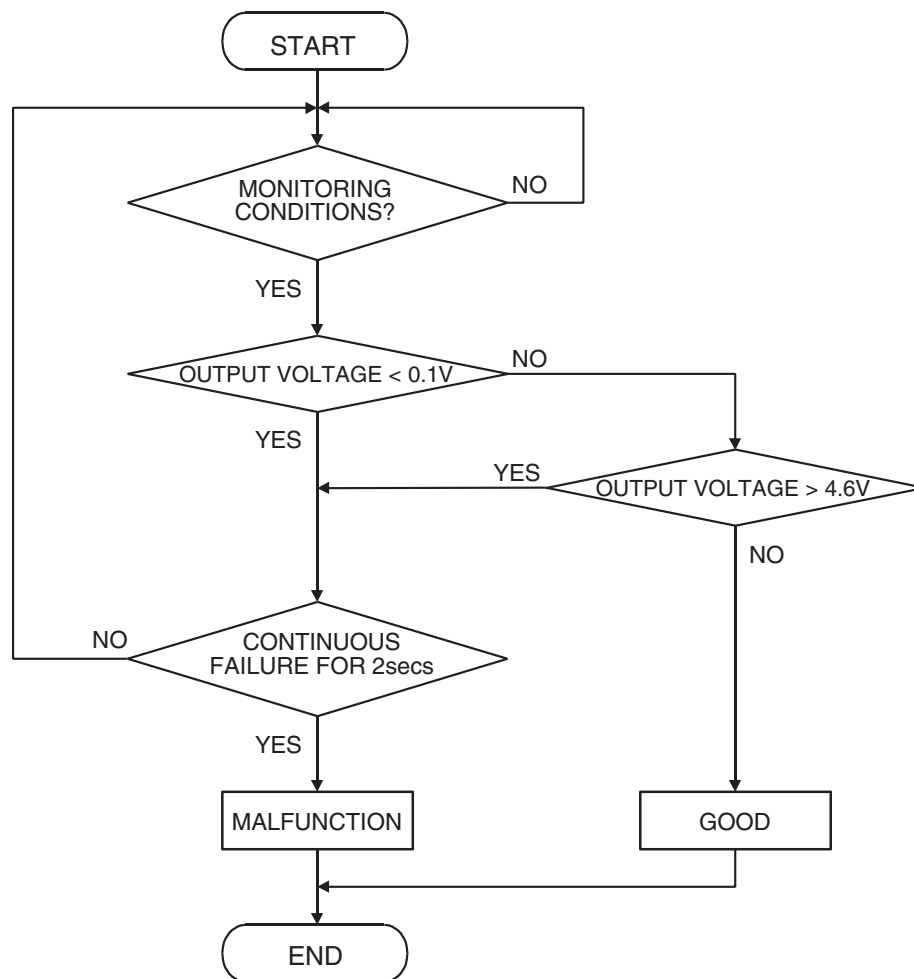 START
MONITORING
CONDITIONS?
NO
YES
OUTPUT VOLTAGE < 0.1V
NO
YES
YES
OUTPUT VOLTAGE > 4.6V
NO
NO
CONTINUOUS
FAILURE FOR 2secs
YES
MALFUNCTION
GOOD
END